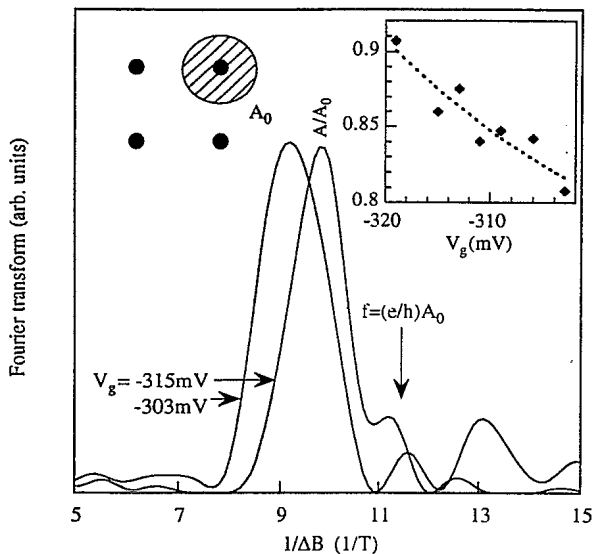 A₀
Fourier transform (arb. units)
A/A₀
0.9
0.85
0.8
-320
-310
V_g(mV)
f=(e/h)A₀
V_g= -315mV
-303mV
5
7
9
11
13
15
1/ΔB (1/T)